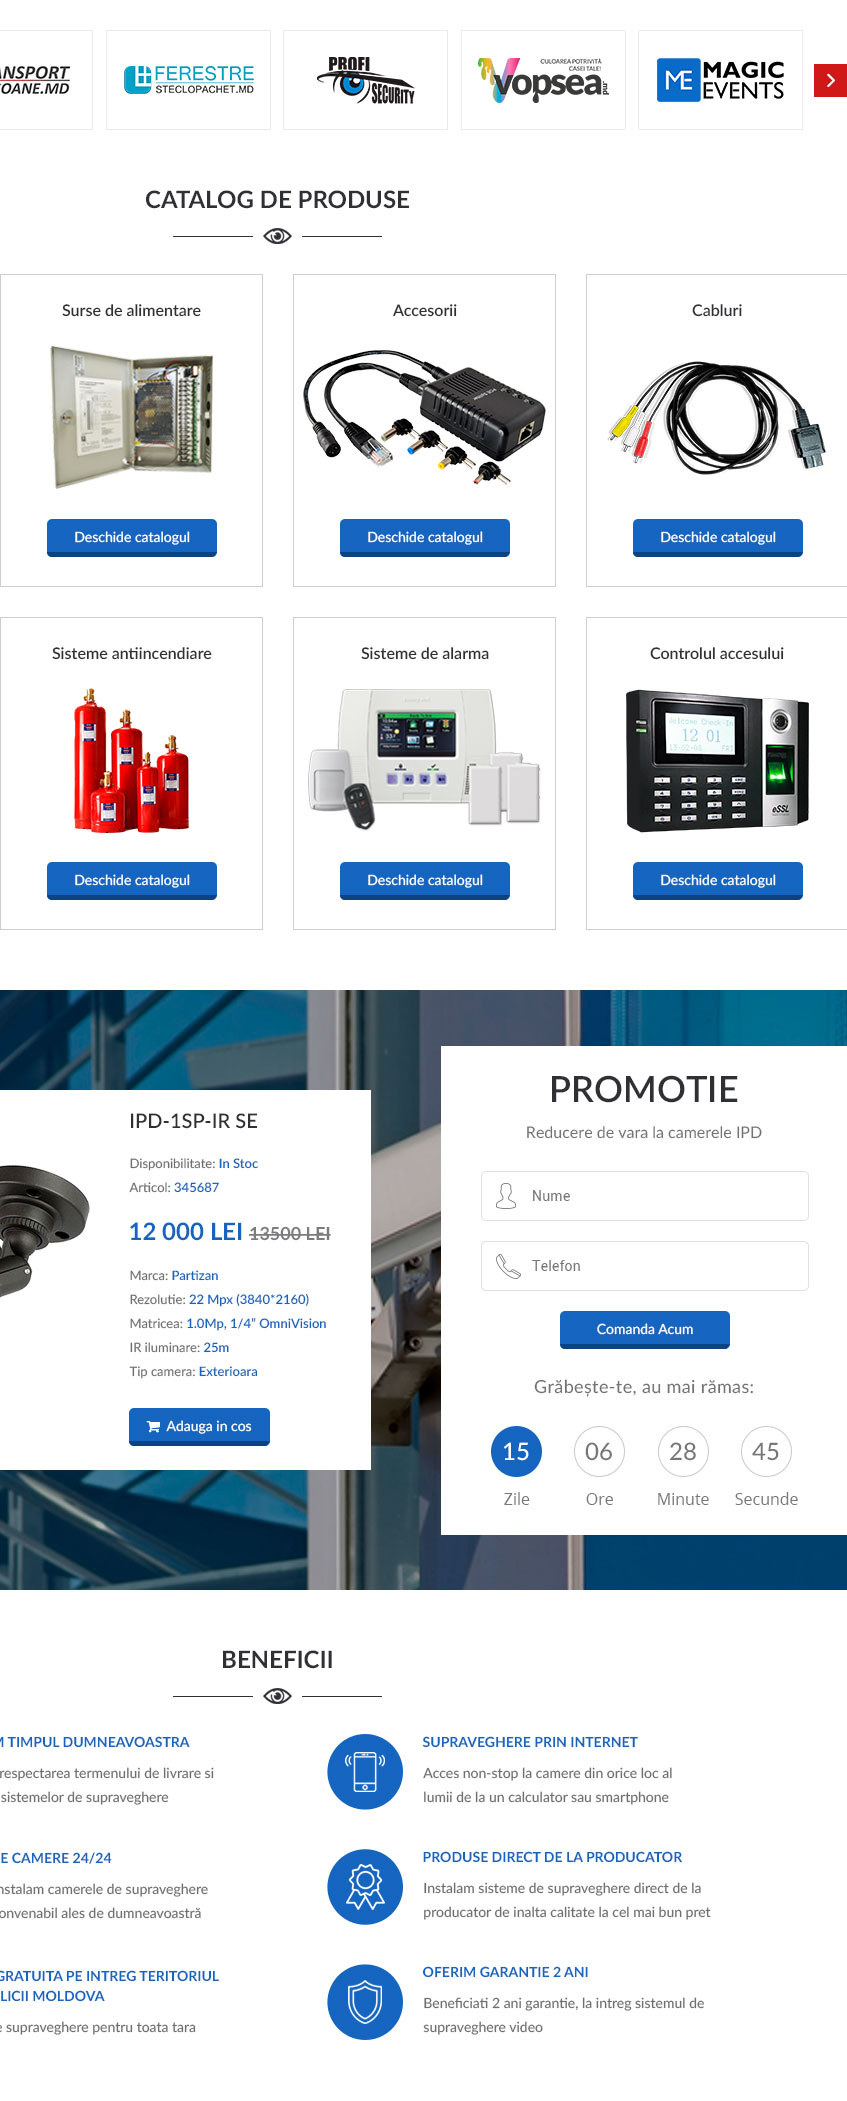 ANSPORT
OANE.MD
FERESTRE
STECLOPACHET.MD
PROFI
SECURITY
CULOAREA POTRIVITĂ
CASEI TALE!
Vopsea
pnr
ME MAGIC
EVENTS
CATALOG DE PRODUSE
Surse de alimentare
Accesorii
Cabluri
Deschide catalogul
Deschide catalogul
Deschide catalogul
Sisteme antiincendiare
Sisteme de alarma
Controlul accesului
Welcome Check-In
12 01
eSSL
Deschide catalogul
Deschide catalogul
Deschide catalogul
IPD-1SP-IR SE
Disponibilitate: In Stoc
Articol: 345687
12 000 LEI 13500 LEI
Marca: Partizan
Rezolutie: 22 Mpx (3840*2160)
Matricea: 1.0Mp, 1/4” OmniVision
IR iluminare: 25m
Tip camera: Exterioara
Adauga in cos
PROMOTIE
Reducere de vara la camerele IPD
Nume
Telefon
Comanda Acum
Grăbește-te, au mai rămas:
15 06 28 45
Zile Ore Minute Secunde
BENEFICII
M TIMPUL DUMNEAVOASTRA
respectarea termenului de livrare si
sistemelor de supraveghere
SUPRAVEGHERE PRIN INTERNET
Acces non-stop la camere din orice loc al
lumii de la un calculator sau smartphone
E CAMERE 24/24
nstalam camerele de supraveghere
onvenabil ales de dumneavoastră
PRODUSE DIRECT DE LA PRODUCATOR
Instalam sisteme de supraveghere direct de la
producator de inalta calitate la cel mai bun pret
GRATUITA PE INTREG TERITORIUL
LICII MOLDOVA
e supraveghere pentru toata tara
OFERIM GARANTIE 2 ANI
Beneficiati 2 ani garantie, la intreg sistemul de
supraveghere video